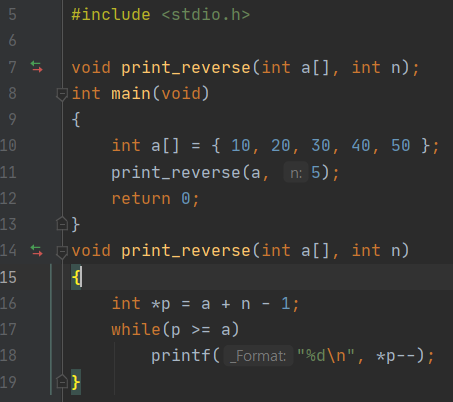 5 #include <stdio.h>
6
7 void print_reverse(int a[], int n);
8 int main(void)
9 {
10     int a[] = { 10, 20, 30, 40, 50 };
11     print_reverse(a, n: 5);
12     return 0;
13 }
14 void print_reverse(int a[], int n)
15 {
16     int *p = a + n - 1;
17     while(p >= a)
18         printf( _Format: "%d\n", *p--);
19 }